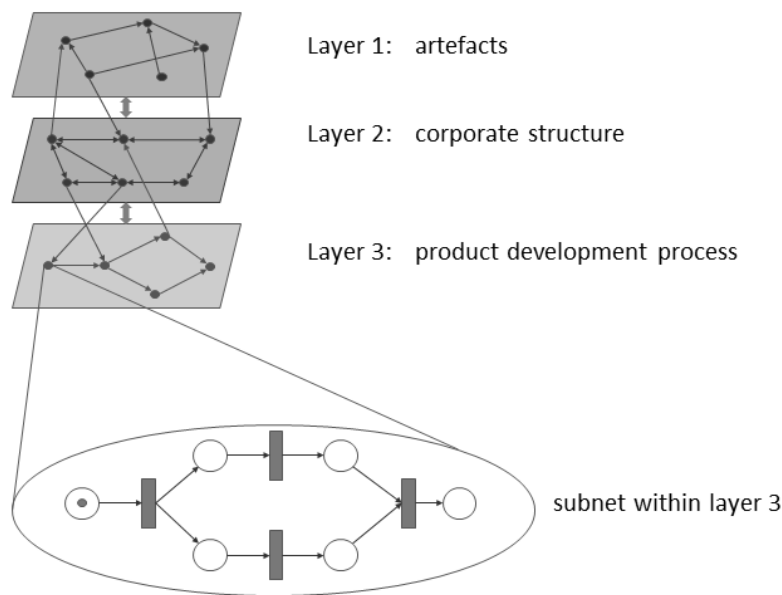 Layer 1: artefacts
Layer 2: corporate structure
Layer 3: product development process
subnet within layer 3